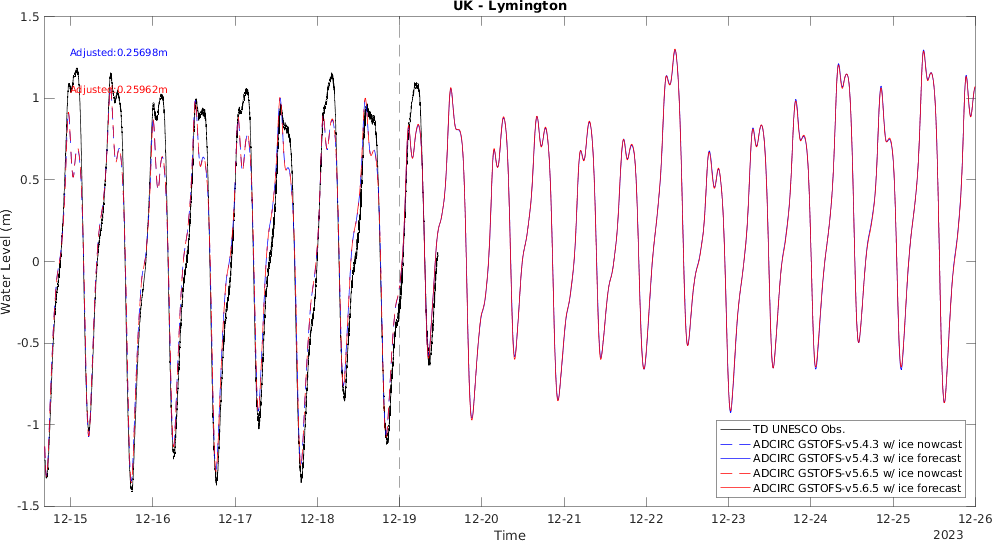 UK - Lymington
1.5
Adjusted:0.25698m
1
Adjusted:0.25962m
0.5
0
-0.5
-1
-1.5
Water Level (m)
TD UNESCO Obs.
ADCIRC GSTOFS-v5.4.3 w/ ice nowcast
ADCIRC GSTOFS-v5.4.3 w/ ice forecast
ADCIRC GSTOFS-v5.6.5 w/ ice nowcast
ADCIRC GSTOFS-v5.6.5 w/ ice forecast
12-15 12-16 12-17 12-18 12-19 12-20 12-21 12-22 12-23 12-24 12-25 12-26
Time
2023